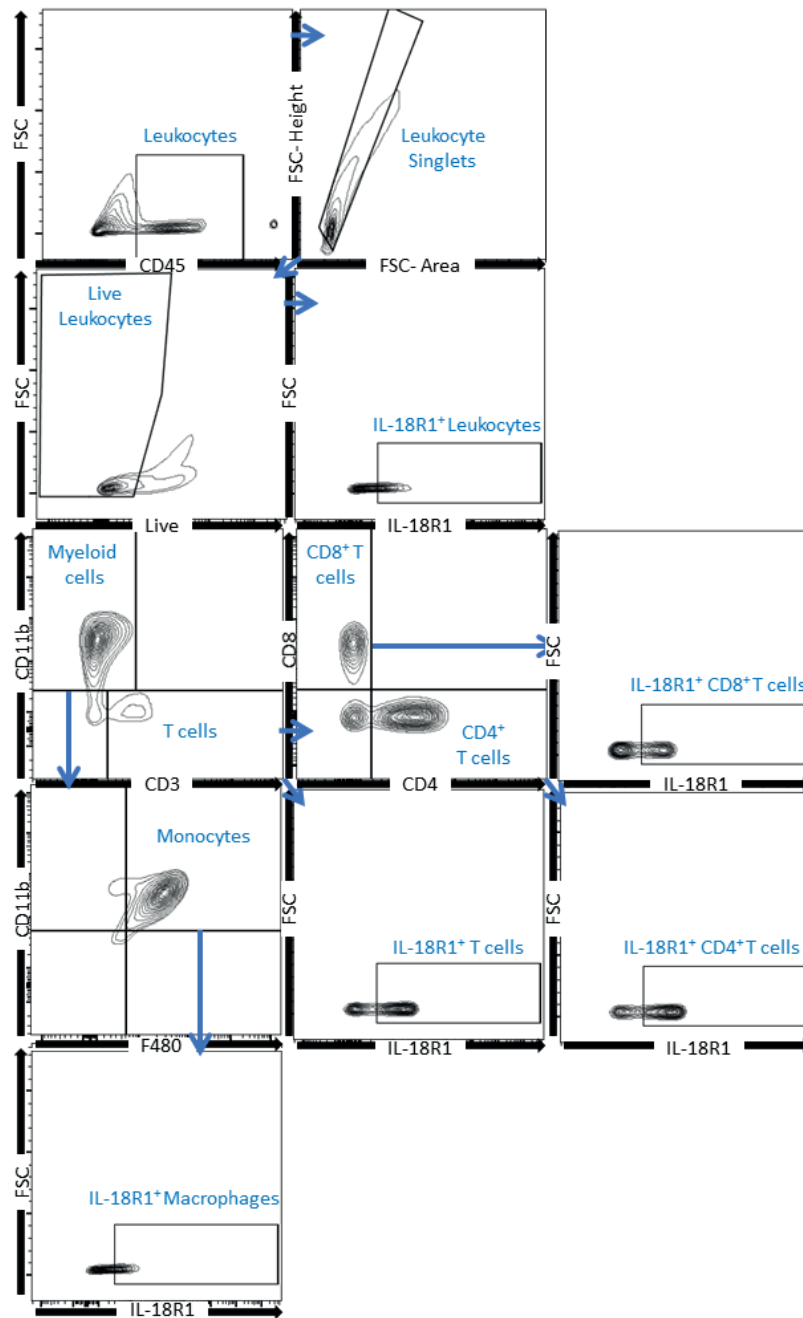 FSC
Leukocytes
CD45
FSC- Height
Leukocyte
Singlets
FSC- Area
FSC
Live
Leukocytes
Live
FSC
IL-18R1⁺ Leukocytes
IL-18R1
CD11b
Myeloid
cells
T cells
CD3
CD8
CD8⁺ T
cells
CD4⁺
T cells
CD4
FSC
IL-18R1⁺ CD8⁺T cells
IL-18R1
CD11b
Monocytes
F480
FSC
IL-18R1⁺ T cells
IL-18R1
FSC
IL-18R1⁺ CD4⁺T cells
IL-18R1
FSC
IL-18R1⁺ Macrophages
IL-18R1